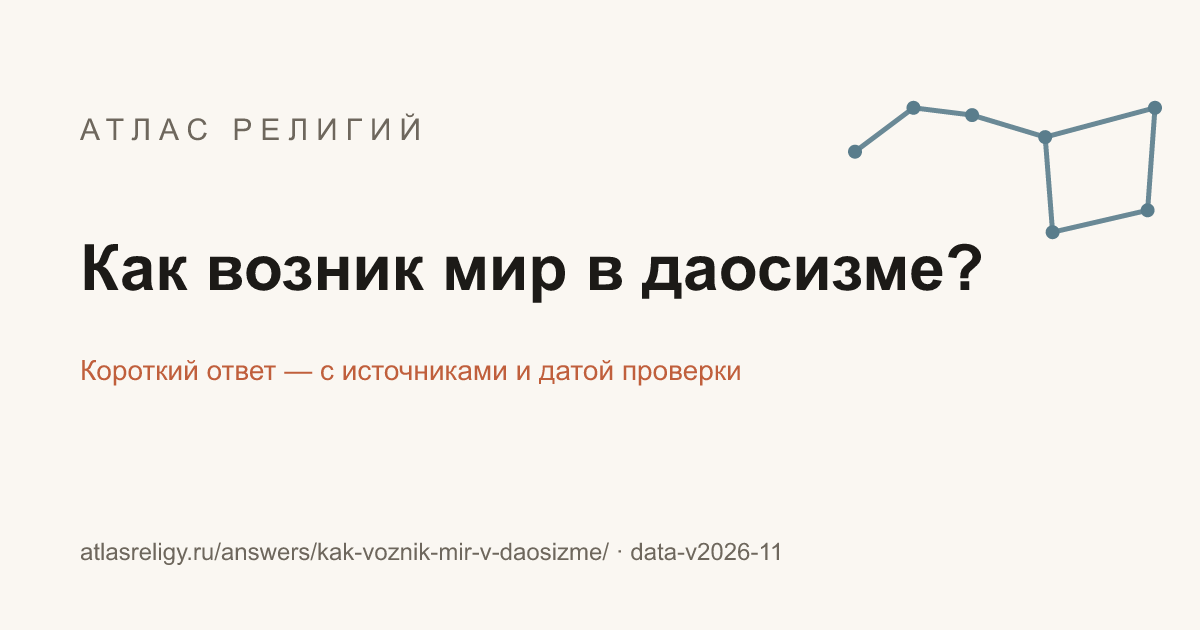 АТЛАС РЕЛИГИЙ
Как возник мир в даосизме?
Короткий ответ — с источниками и датой проверки
atlasreligy.ru/answers/kak-voznik-mir-v-daosizme/ · data-v2026-11